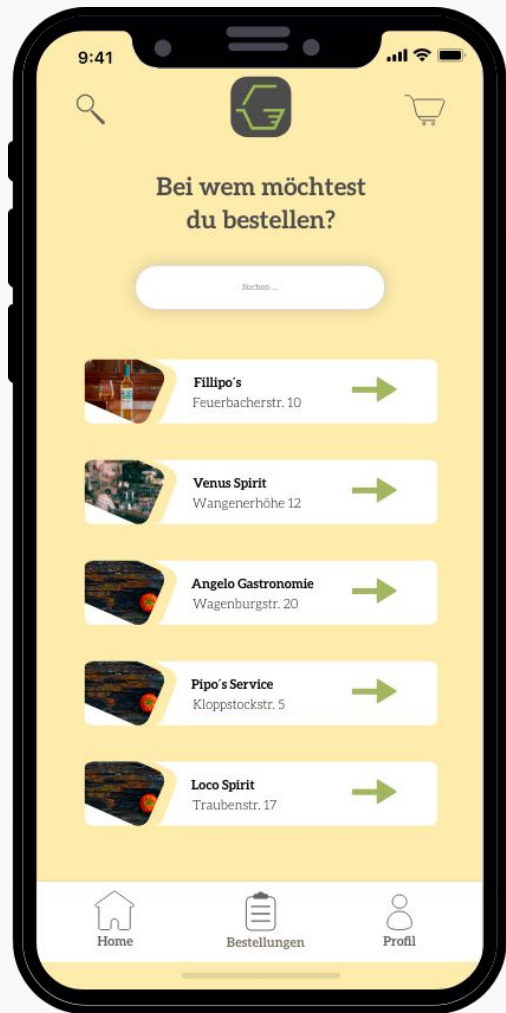 9:41
Bei wem möchtest
du bestellen?
Suchen ...
Fillipo´s
Feuerbacherstr. 10
Venus Spirit
Wangenerhöhe 12
Angelo Gastronomie
Wagenburgstr. 20
Pipo´s Service
Kloppstockstr. 5
Loco Spirit
Traubenstr. 17
Home
Bestellungen
Profil